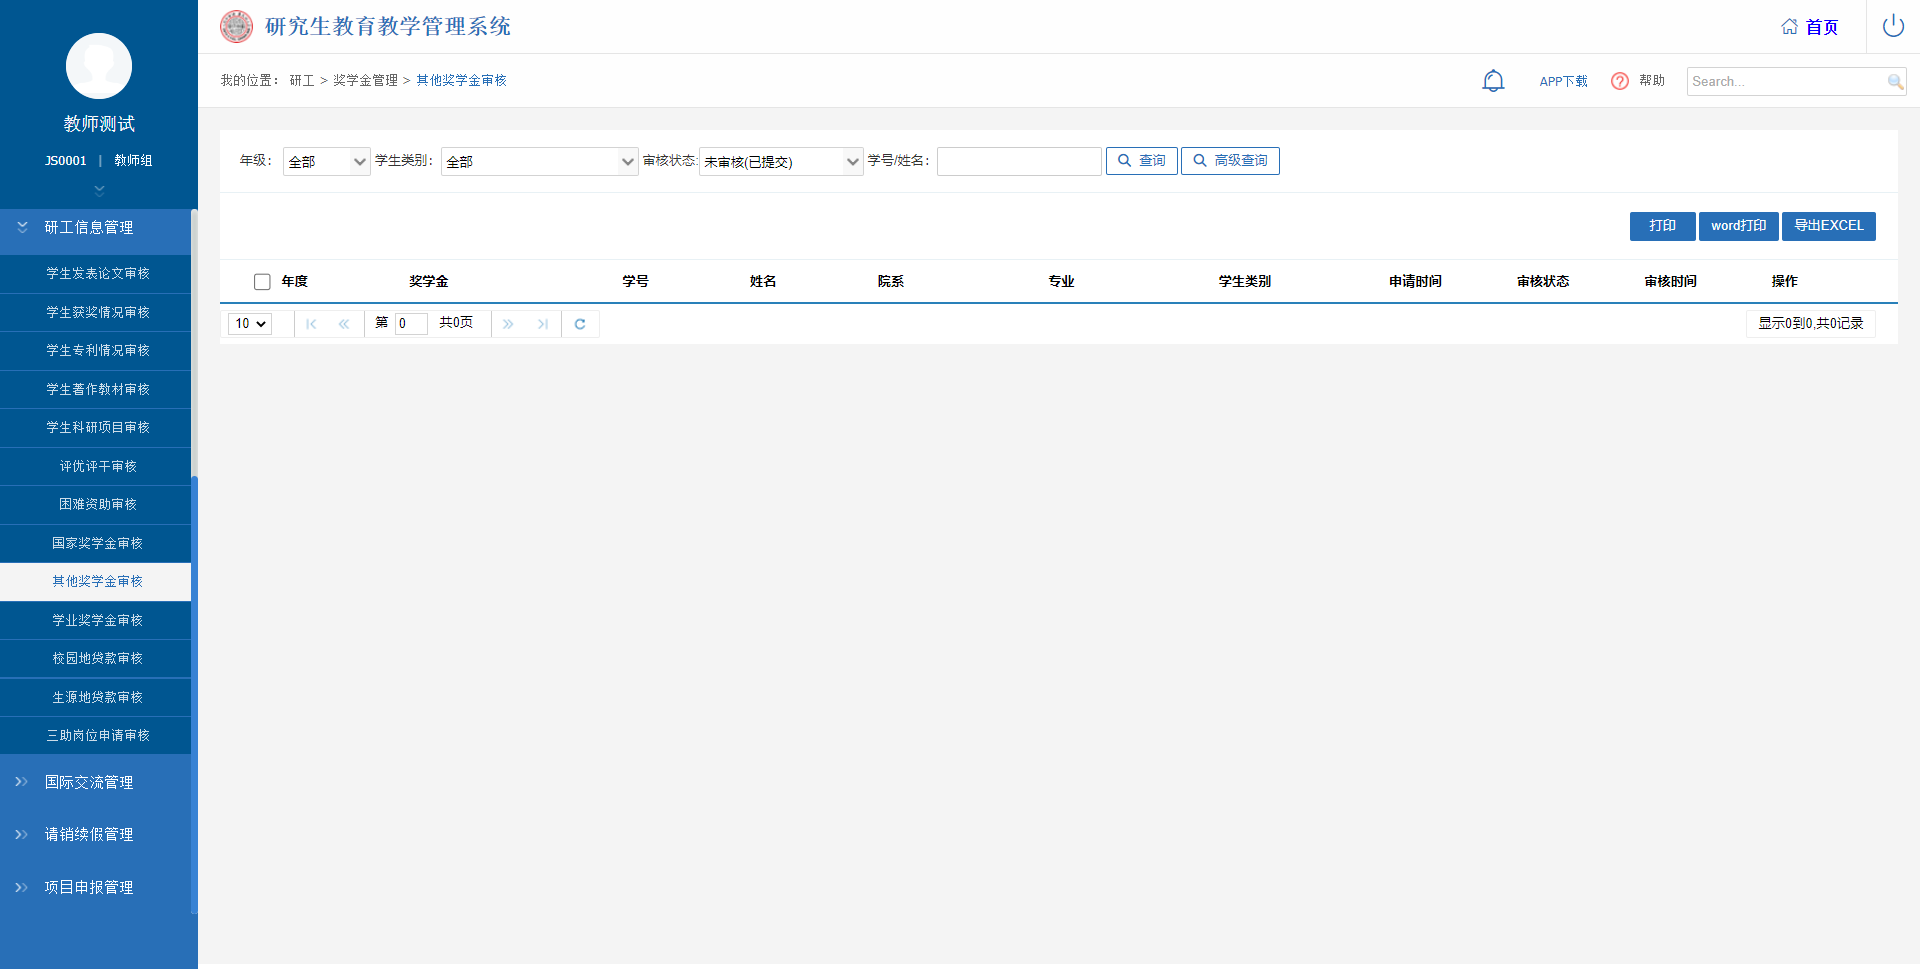 研究生教育教学管理系统
首页
我的位置： 研工 > 奖学金管理 > 其他奖学金审核
APP下载
帮助
Search...
教师测试
JS0001 | 教师组
研工信息管理
学生发表论文审核
学生获奖情况审核
学生专利情况审核
学生著作教材审核
学生科研项目审核
评优评干审核
困难资助审核
国家奖学金审核
其他奖学金审核
学业奖学金审核
校园地贷款审核
生源地贷款审核
三助岗位申请审核
国际交流管理
请销续假管理
项目申报管理
年级： 全部 学生类别： 全部 审核状态: 未审核(已提交) 学号/姓名： 查询 高级查询
打印 word打印 导出EXCEL
年度 奖学金 学号 姓名 院系 专业 学生类别 申请时间 审核状态 审核时间 操作
10 第 0 共0页 显示0到0,共0记录